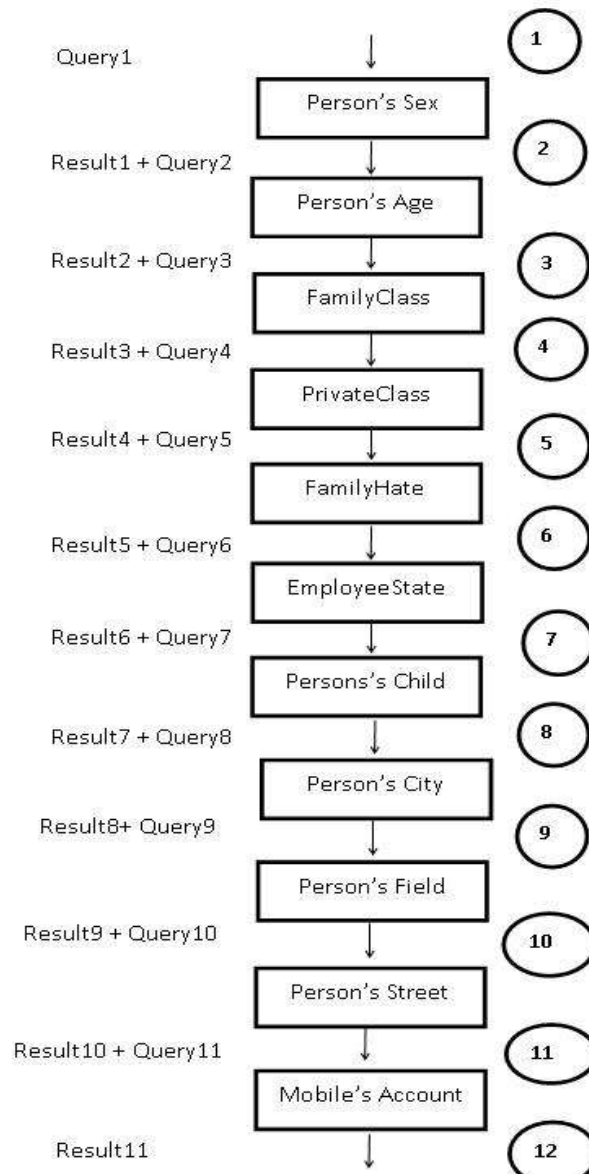 1
Query1
Person's Sex
2
Result1 + Query2
Person's Age
3
Result2 + Query3
FamilyClass
4
Result3 + Query4
PrivateClass
5
Result4 + Query5
FamilyHate
6
Result5 + Query6
EmployeeState
7
Result6 + Query7
Persons's Child
8
Result7 + Query8
Person's City
9
Result8+ Query9
Person's Field
10
Result9 + Query10
Person's Street
11
Result10 + Query11
Mobile's Account
12
Result11